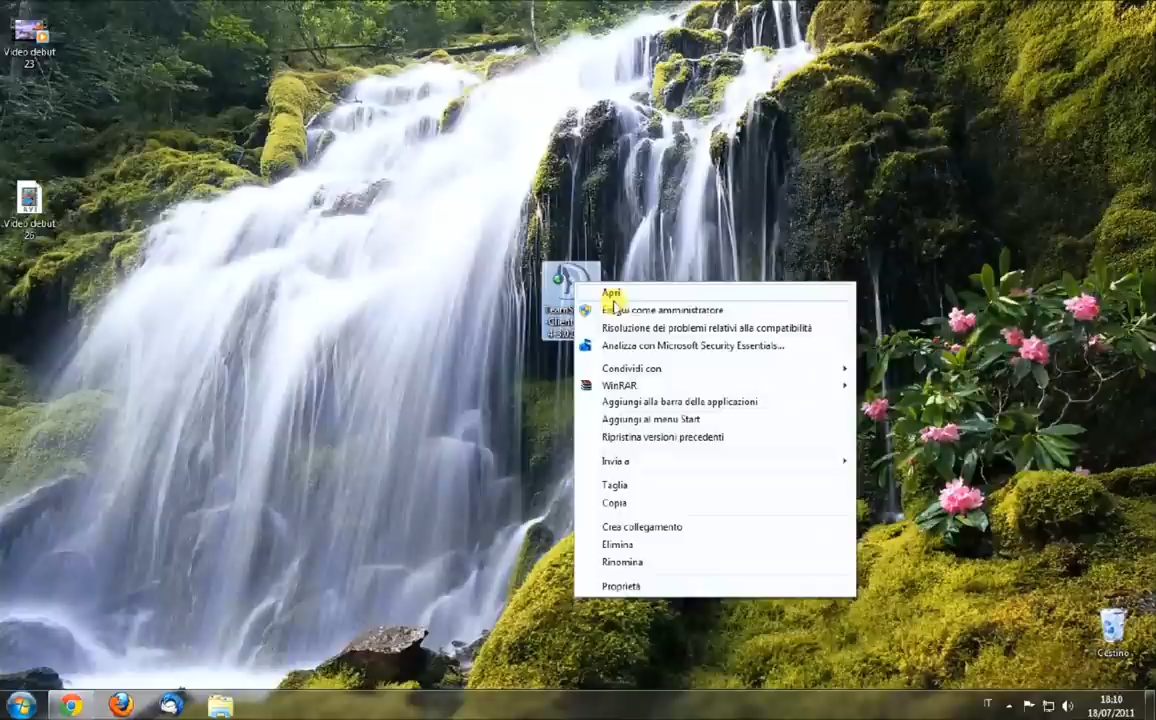 Video debut
23
Video debut
26
Apri
Esegui come amministratore
Risoluzione dei problemi relativi alla compatibilità
Analizza con Microsoft Security Essentials...
Condividi con
WinRAR
Aggiungi alla barra della applicazioni
Aggiungi al menu Start
Ripristina versioni precedenti
Invia a
Taglia
Copia
Crea collegamento
Elimina
Rinomina
Proprietà
Cestino
IT
18:10
18/07/2011